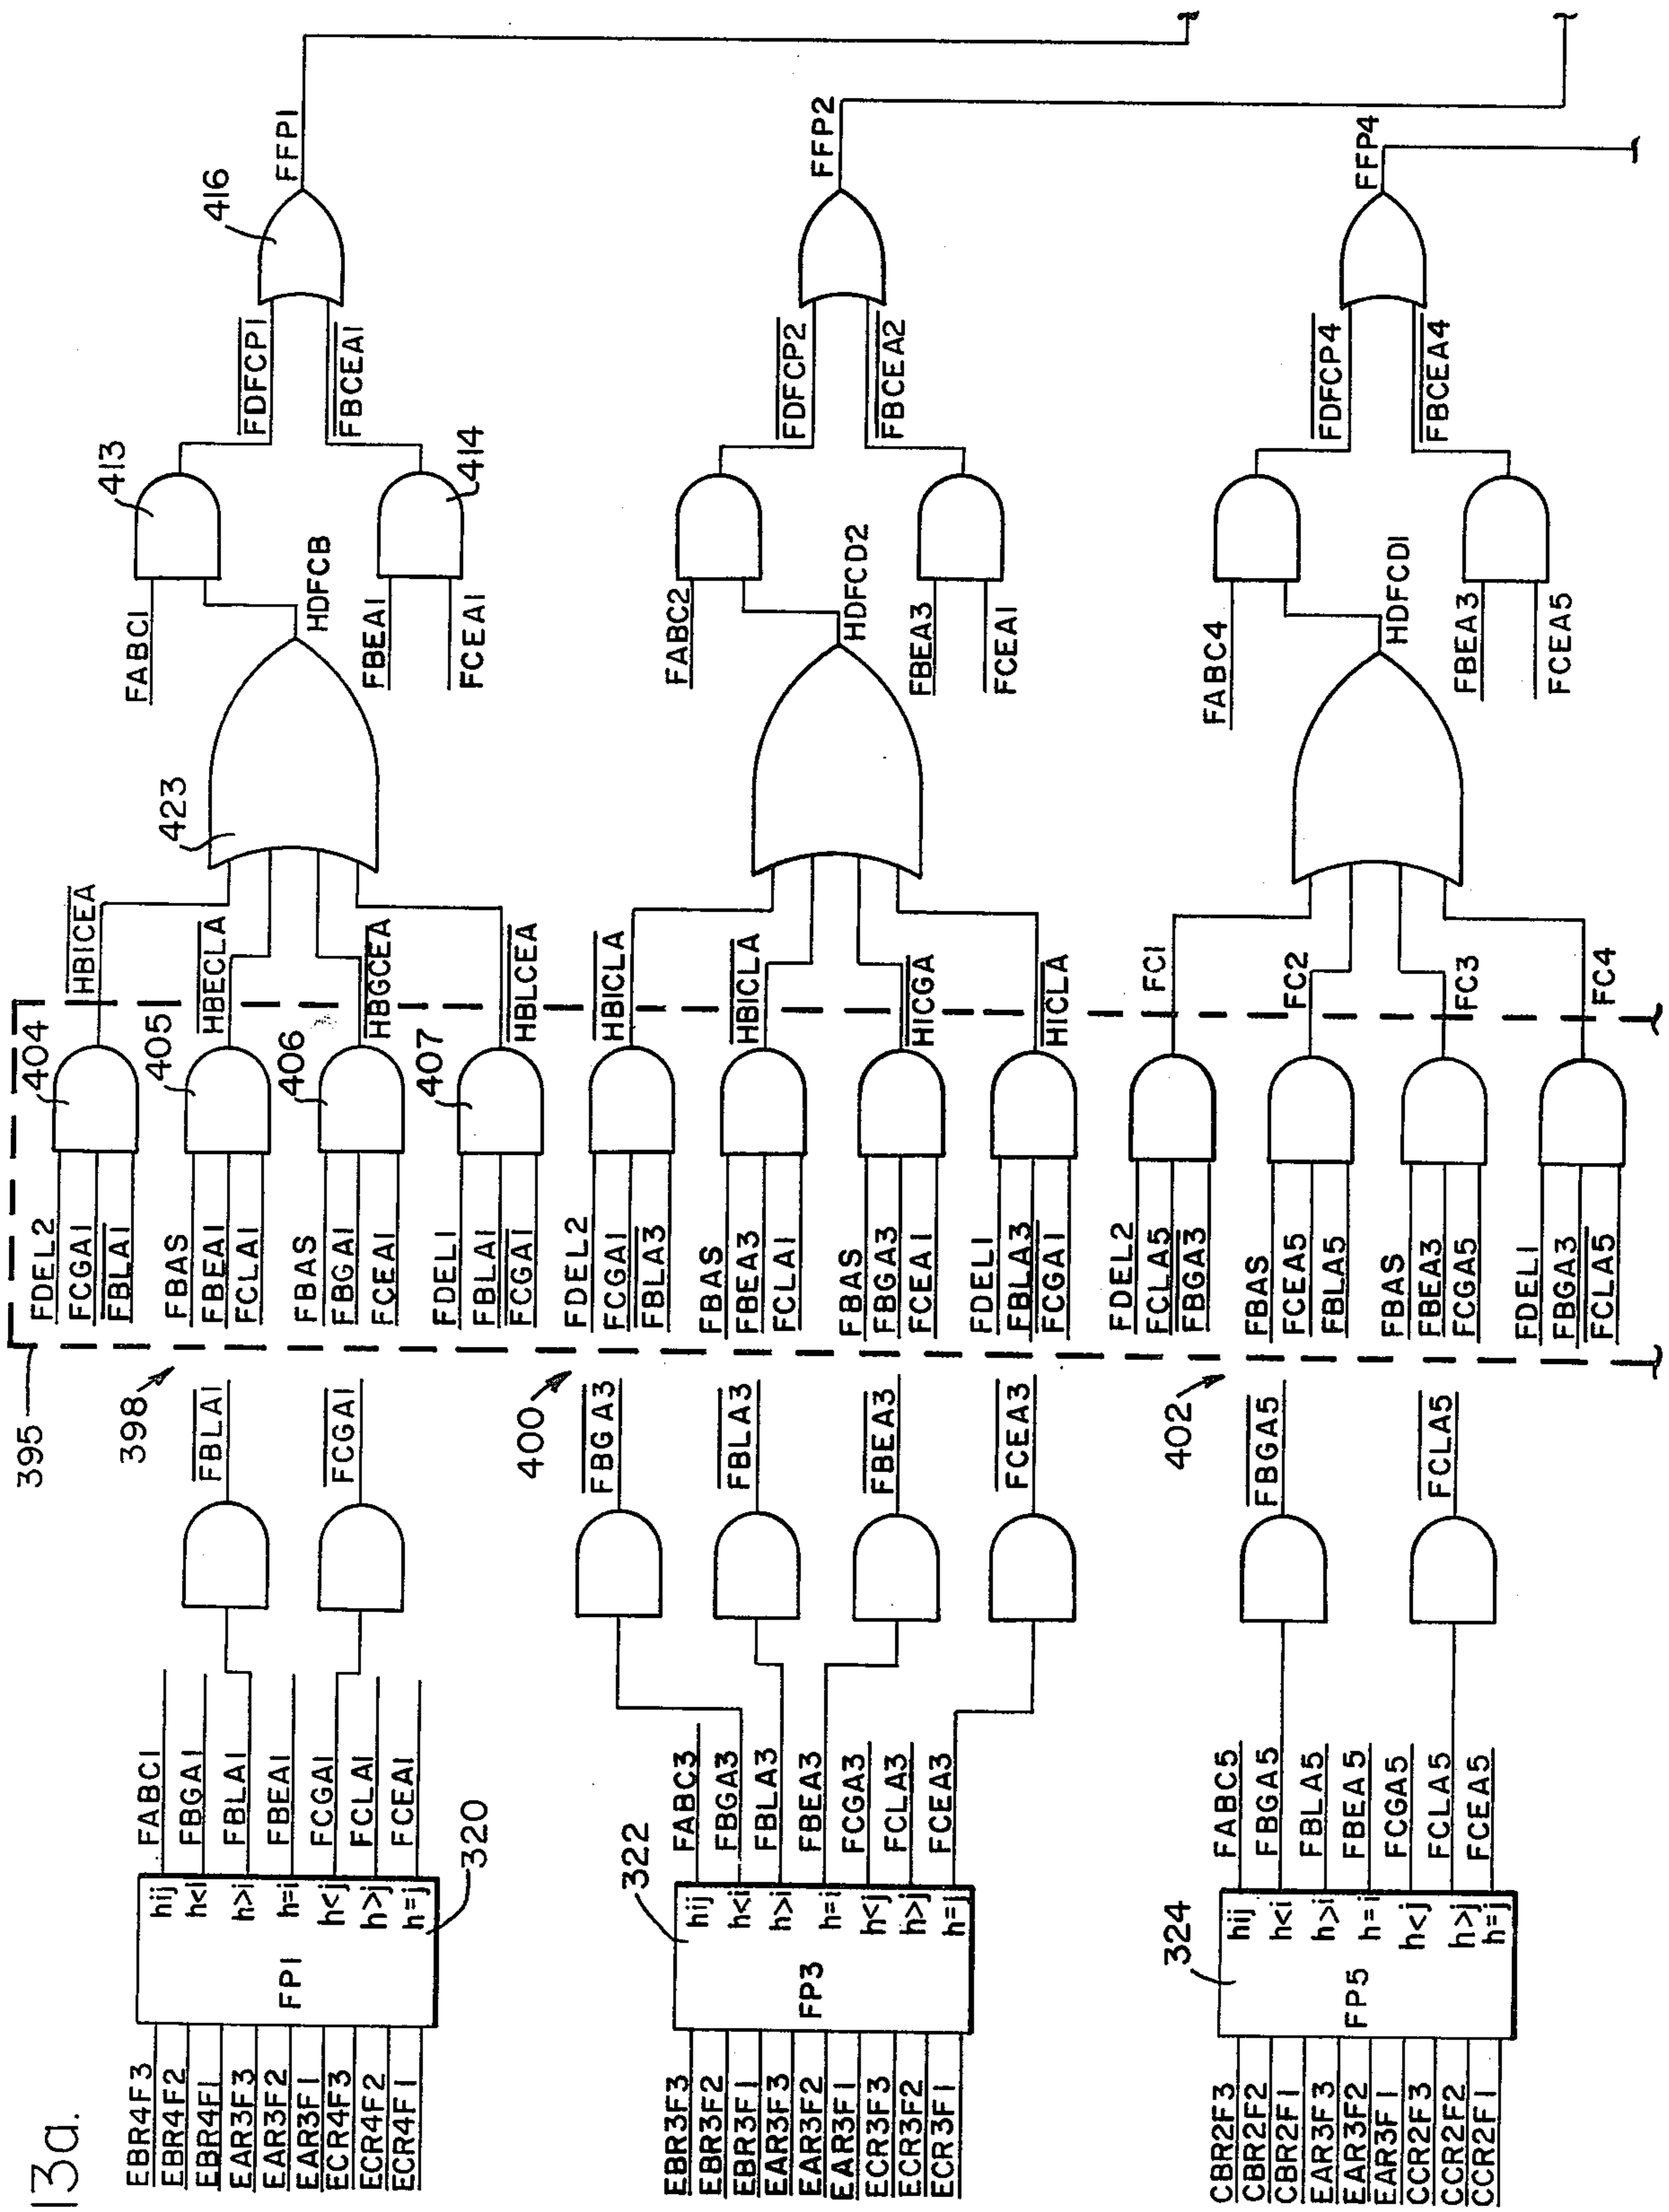 13a.
EBR4F3
EBR4F2
EBR4F1
EAR3F3
EAR3F2
EAR3F1
ECR4F3
ECR4F2
ECR4F1
FP1
hij
h<i
h>i
h=i
h<j
h>j
h=j
320
FABC1
FBGA1
FBLA1
FBEA1
FCGA1
FCLA1
FCEA1
FBLA1
FCGA1
395
398
FDEL2
FCGA1
FBLA1
404
HBICEA
FBAS
FBEA1
FCLA1
405
HBECLA
FBAS
FBGA1
FCEA1
406
HBGCEA
FDEL1
FBLA1
FCGA1
407
HBLCEA
423
HDFCB
FABC1
413
FDFCP1
FBEA1
FCEA1
414
FBCEA1
416
FFP1
EBR3F3
EBR3F2
EBR3F1
EAR3F3
EAR3F2
EAR3F1
ECR3F3
ECR3F2
ECR3F1
322
FP3
hij
h<i
h>i
h=i
h<j
h>j
h=j
FABC3
FBGA3
FBLA3
FBEA3
FCGA3
FCLA3
FCEA3
400
FBGA3
FBLA3
FBEA3
FCEA3
FDEL2
FCGA1
FBLA3
HBICLA
FBAS
FBEA3
FCLA1
HBICLA
FBAS
FBGA3
FCEA1
HICGA
FDEL1
FBLA3
FCGA1
HICLA
HDFCD2
FABC2
FDFCP2
FBEA3
FCEA1
FBCEA2
FFP2
CBR2F3
CBR2F2
CBR2F1
EAR3F3
EAR3F2
EAR3F1
CCR2F3
CCR2F2
CCR2F1
324
FP5
hij
h<i
h>i
h=i
h<j
h>j
h=j
FABC5
FBGA5
FBLA5
FBEA5
FCGA5
FCLA5
FCEA5
402
FBGA5
FCLA5
FDEL2
FCLA5
FBGA3
FC1
FBAS
FCEA5
FBLA5
FC2
FBAS
FBEA3
FCGA5
FC3
FDEL1
FBGA3
FCLA5
FC4
HDFCD1
FABC4
FDFCP4
FBEA3
FCEA5
FBCEA4
FFP4